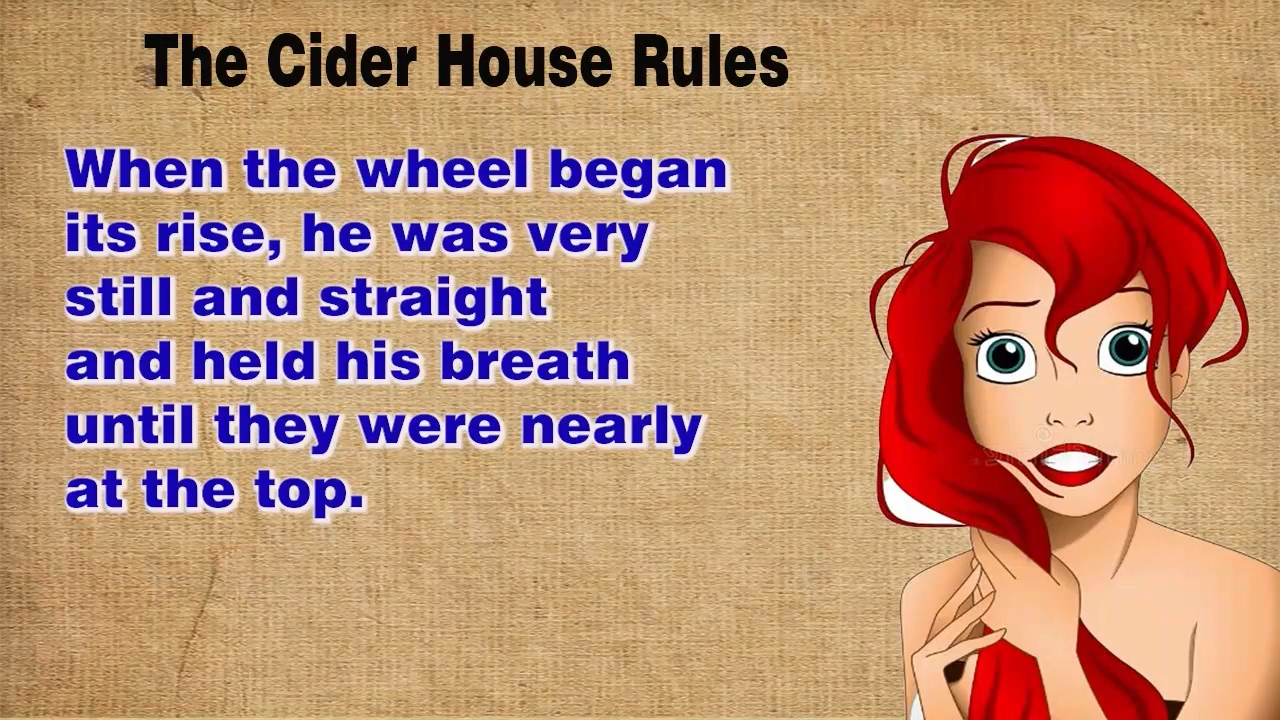 The Cider House Rules
When the wheel began
its rise, he was very
still and straight
and held his breath
until they were nearly
at the top.